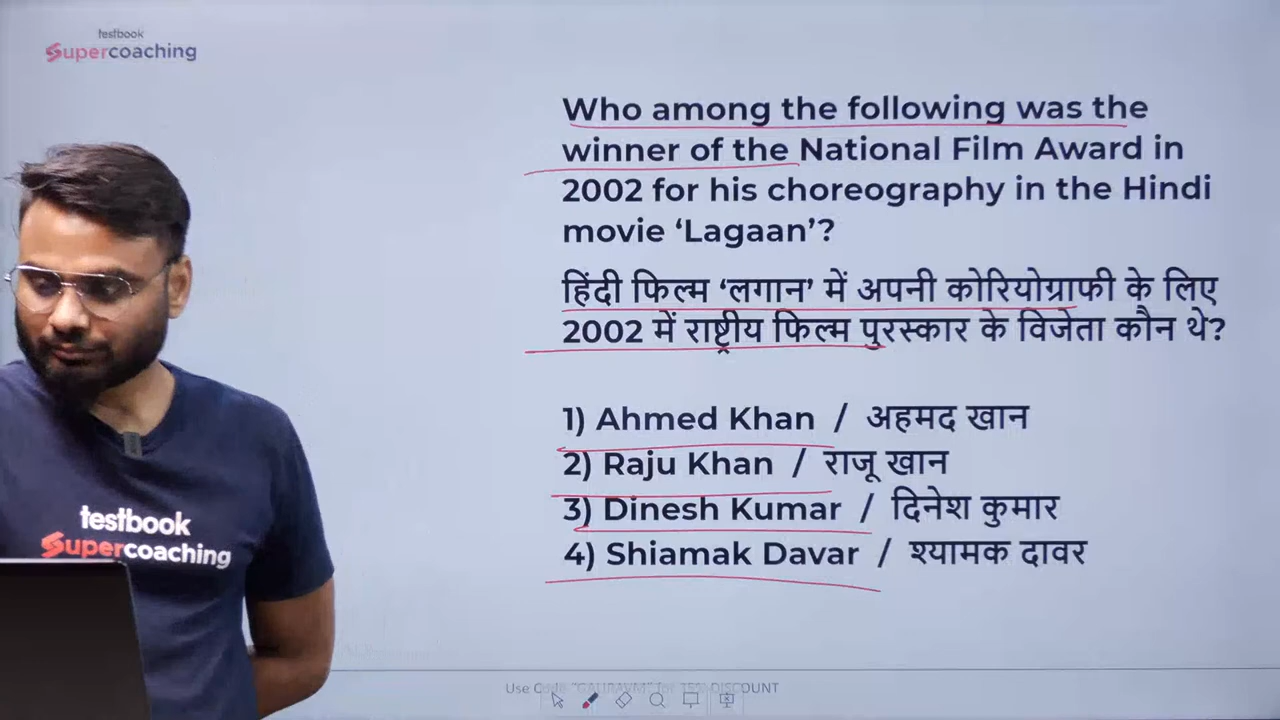 testbook
Supercoaching
Who among the following was the
winner of the National Film Award in
2002 for his choreography in the Hindi
movie ‘Lagaan’?
हिंदी फिल्म ‘लगान’ में अपनी कोरियोग्राफी के लिए
2002 में राष्ट्रीय फिल्म पुरस्कार के विजेता कौन थे?
1) Ahmed Khan / अहमद खान
2) Raju Khan / राजू खान
3) Dinesh Kumar / दिनेश कुमार
4) Shiamak Davar / श्यामक दावर
testbook
Supercoaching
Use DISCOUNT